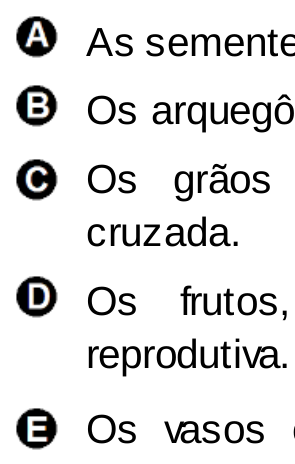 A As semente
B Os arquegô
C Os grãos
cruzada.
D Os frutos,
reprodutiva.
E Os vasos